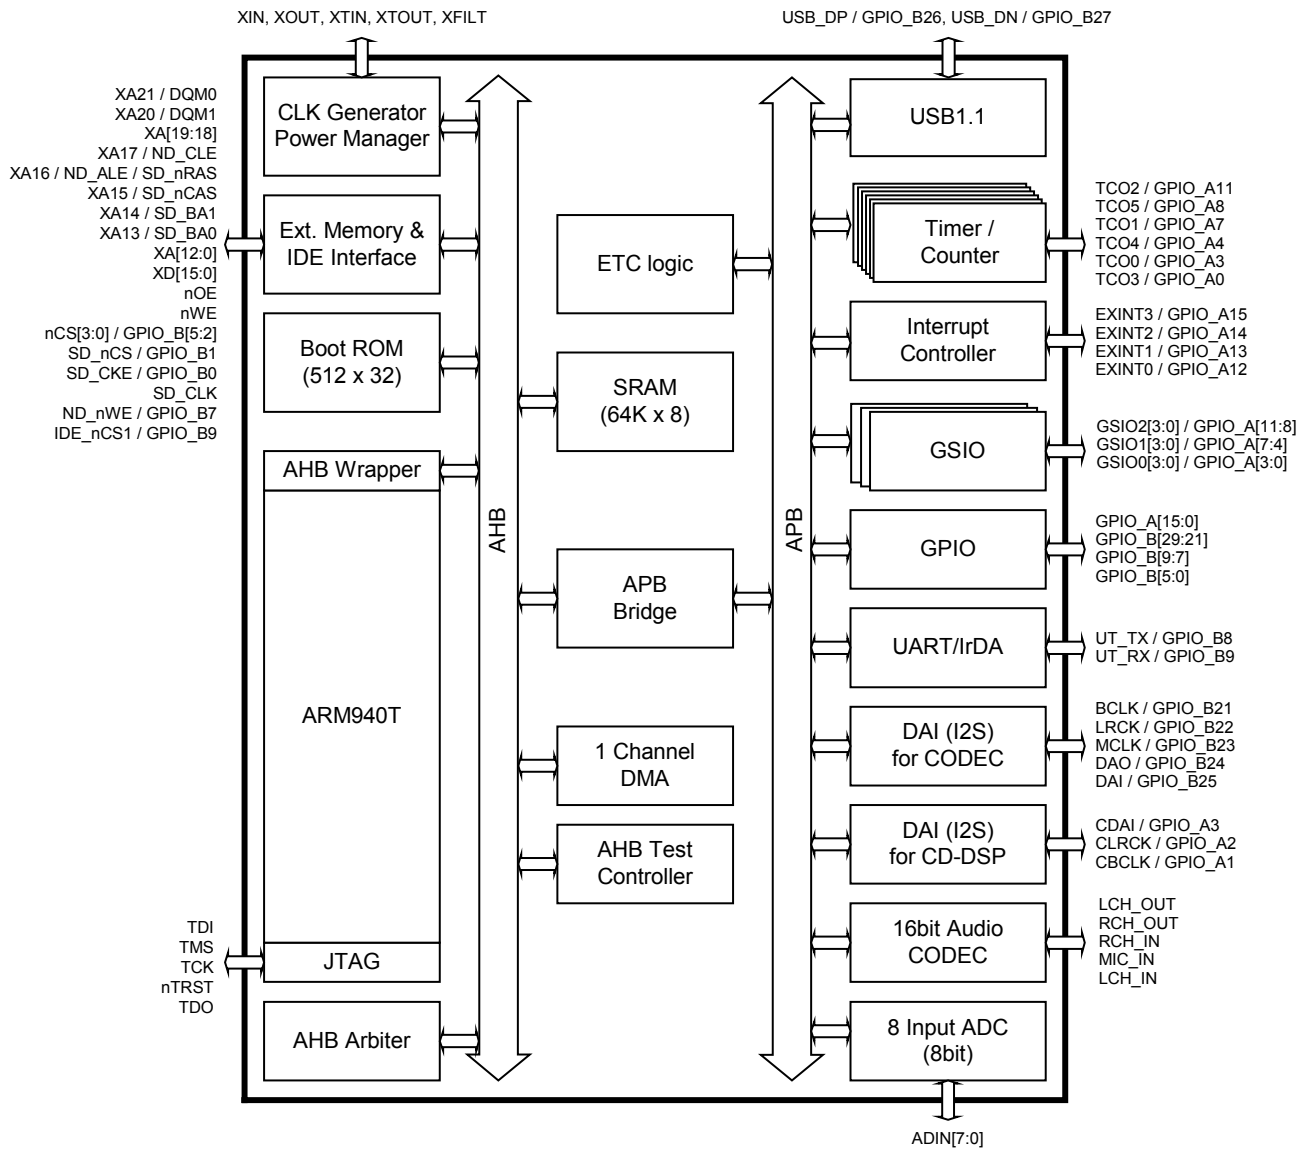 XIN, XOUT, XTIN, XTOUT, XFILT
USB_DP / GPIO_B26, USB_DN / GPIO_B27
XA21 / DQM0
XA20 / DQM1
XA[19:18]
XA17 / ND_CLE
XA16 / ND_ALE / SD_nRAS
XA15 / SD_nCAS
XA14 / SD_BA1
XA13 / SD_BA0
XA[12:0]
XD[15:0]
nOE
nWE
nCS[3:0] / GPIO_B[5:2]
SD_nCS / GPIO_B1
SD_CKE / GPIO_B0
SD_CLK
ND_nWE / GPIO_B7
IDE_nCS1 / GPIO_B9
TDI
TMS
TCK
nTRST
TDO
CLK Generator
Power Manager
Ext. Memory &
IDE Interface
Boot ROM
(512 x 32)
AHB Wrapper
ARM940T
JTAG
AHB Arbiter
AHB
ETC logic
SRAM
(64K x 8)
APB
Bridge
1 Channel
DMA
AHB Test
Controller
APB
USB1.1
Timer /
Counter
Interrupt
Controller
GSIO
GPIO
UART/IrDA
DAI (I2S)
for CODEC
DAI (I2S)
for CD-DSP
16bit Audio
CODEC
8 Input ADC
(8bit)
TCO2 / GPIO_A11
TCO5 / GPIO_A8
TCO1 / GPIO_A7
TCO4 / GPIO_A4
TCO0 / GPIO_A3
TCO3 / GPIO_A0
EXINT3 / GPIO_A15
EXINT2 / GPIO_A14
EXINT1 / GPIO_A13
EXINT0 / GPIO_A12
GSIO2[3:0] / GPIO_A[11:8]
GSIO1[3:0] / GPIO_A[7:4]
GSIO0[3:0] / GPIO_A[3:0]
GPIO_A[15:0]
GPIO_B[29:21]
GPIO_B[9:7]
GPIO_B[5:0]
UT_TX / GPIO_B8
UT_RX / GPIO_B9
BCLK / GPIO_B21
LRCK / GPIO_B22
MCLK / GPIO_B23
DAO / GPIO_B24
DAI / GPIO_B25
CDAI / GPIO_A3
CLRCK / GPIO_A2
CBCLK / GPIO_A1
LCH_OUT
RCH_OUT
RCH_IN
MIC_IN
LCH_IN
ADIN[7:0]